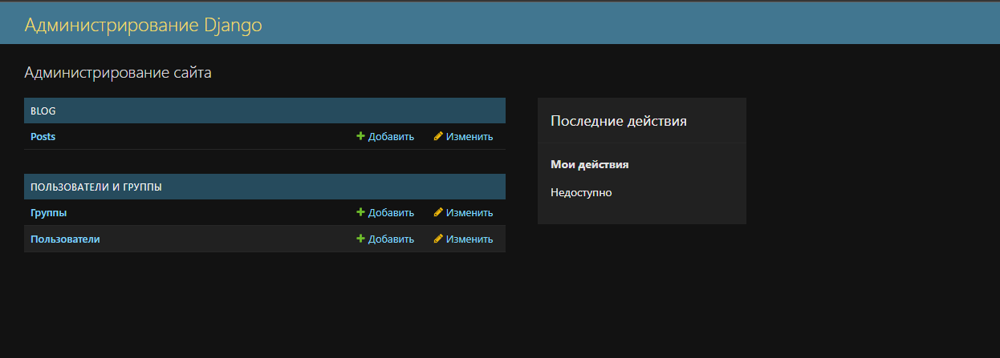 Администрирование Django
Администрирование сайта
BLOG
Posts Добавить Изменить
ПОЛЬЗОВАТЕЛИ И ГРУППЫ
Группы Добавить Изменить
Пользователи Добавить Изменить
Последние действия
Мои действия
Недоступно